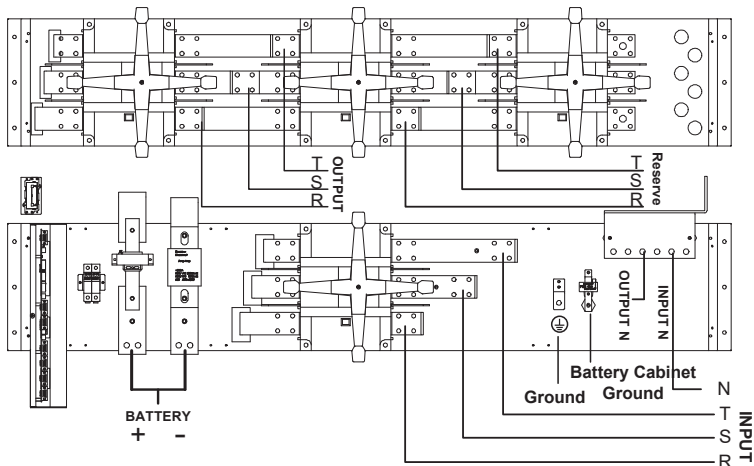 T
S
R
OUTPUT
T
S
R
Reserve
OUTPUT N
INPUT N
Ground
Battery Cabinet
Ground
BATTERY
+ -
N
T
S
R
INPUT